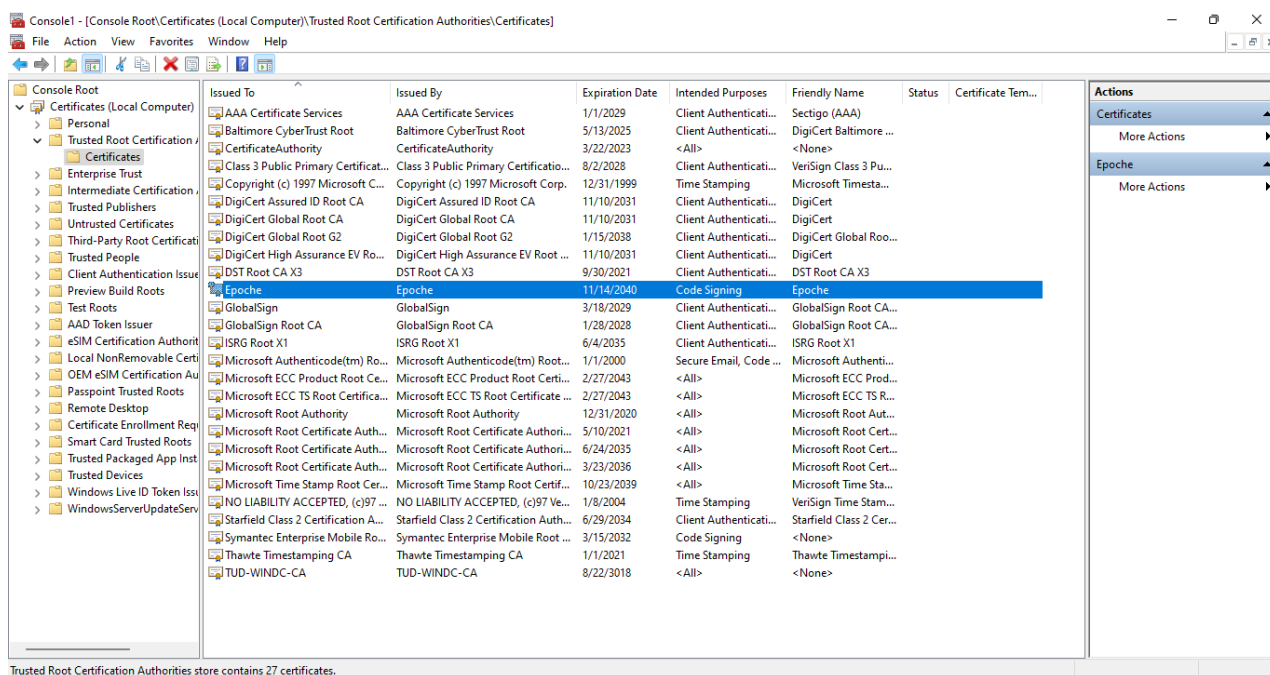 Console1 - [Console Root\Certificates (Local Computer)\Trusted Root Certification Authorities\Certificates]
File Action View Favorites Window Help
Console Root
Certificates (Local Computer)
Personal
Trusted Root Certification
Certificates
Enterprise Trust
Intermediate Certification
Trusted Publishers
Untrusted Certificates
Third-Party Root Certificati
Trusted People
Client Authentication Issue
Preview Build Roots
Test Roots
AAD Token Issuer
eSIM Certification Authorit
Local NonRemovable Certi
OEM eSIM Certification Au
Passpoint Trusted Roots
Remote Desktop
Certificate Enrollment Requ
Smart Card Trusted Roots
Trusted Packaged App Inst
Trusted Devices
Windows Live ID Token Issu
WindowsServerUpdateServ
Issued To Issued By Expiration Date Intended Purposes Friendly Name Status Certificate Tem...
AAA Certificate Services AAA Certificate Services 1/1/2029 Client Authenticati... Sectigo (AAA)
Baltimore CyberTrust Root Baltimore CyberTrust Root 5/13/2025 Client Authenticati... DigiCert Baltimore ...
CertificateAuthority CertificateAuthority 3/22/2023 <All> <None>
Class 3 Public Primary Certificat... Class 3 Public Primary Certificatio... 8/2/2028 Client Authenticati... VeriSign Class 3 Pu...
Copyright (c) 1997 Microsoft C... Copyright (c) 1997 Microsoft Corp. 12/31/1999 Time Stamping Microsoft Timesta...
DigiCert Assured ID Root CA DigiCert Assured ID Root CA 11/10/2031 Client Authenticati... DigiCert
DigiCert Global Root CA DigiCert Global Root CA 11/10/2031 Client Authenticati... DigiCert
DigiCert Global Root G2 DigiCert Global Root G2 1/15/2038 Client Authenticati... DigiCert Global Roo...
DigiCert High Assurance EV Ro... DigiCert High Assurance EV Root ... 11/10/2031 Client Authenticati... DigiCert
DST Root CA X3 DST Root CA X3 9/30/2021 Client Authenticati... DST Root CA X3
Epoche Epoche 11/14/2040 Code Signing Epoche
GlobalSign GlobalSign 3/18/2029 Client Authenticati... GlobalSign Root CA...
GlobalSign Root CA GlobalSign Root CA 1/28/2028 Client Authenticati... GlobalSign Root CA...
ISRG Root X1 ISRG Root X1 6/4/2035 Client Authenticati... ISRG Root X1
Microsoft Authenticode(tm) Ro... Microsoft Authenticode(tm) Root... 1/1/2000 Secure Email, Code ... Microsoft Authenti...
Microsoft ECC Product Root Ce... Microsoft ECC Product Root Certi... 2/27/2043 <All> Microsoft ECC Prod...
Microsoft ECC TS Root Certifica... Microsoft ECC TS Root Certificate ... 2/27/2043 <All> Microsoft ECC TS R...
Microsoft Root Authority Microsoft Root Authority 12/31/2020 <All> Microsoft Root Aut...
Microsoft Root Certificate Auth... Microsoft Root Certificate Authori... 5/10/2021 <All> Microsoft Root Cert...
Microsoft Root Certificate Auth... Microsoft Root Certificate Authori... 6/24/2035 <All> Microsoft Root Cert...
Microsoft Root Certificate Auth... Microsoft Root Certificate Authori... 3/23/2036 <All> Microsoft Root Cert...
Microsoft Time Stamp Root Cer... Microsoft Time Stamp Root Certif... 10/23/2039 <All> Microsoft Time Sta...
NO LIABILITY ACCEPTED, (c)97 ... NO LIABILITY ACCEPTED, (c)97 Ve... 1/8/2004 Time Stamping VeriSign Time Stam...
Starfield Class 2 Certification A... Starfield Class 2 Certification Auth... 6/29/2034 Client Authenticati... Starfield Class 2 Cer...
Symantec Enterprise Mobile Ro... Symantec Enterprise Mobile Root ... 3/15/2032 Code Signing <None>
Thawte Timestamping CA Thawte Timestamping CA 1/1/2021 Time Stamping Thawte Timestampi...
TUD-WINDC-CA TUD-WINDC-CA 8/22/3018 <All> <None>
Actions
Certificates
More Actions
Epoche
More Actions
Trusted Root Certification Authorities store contains 27 certificates.